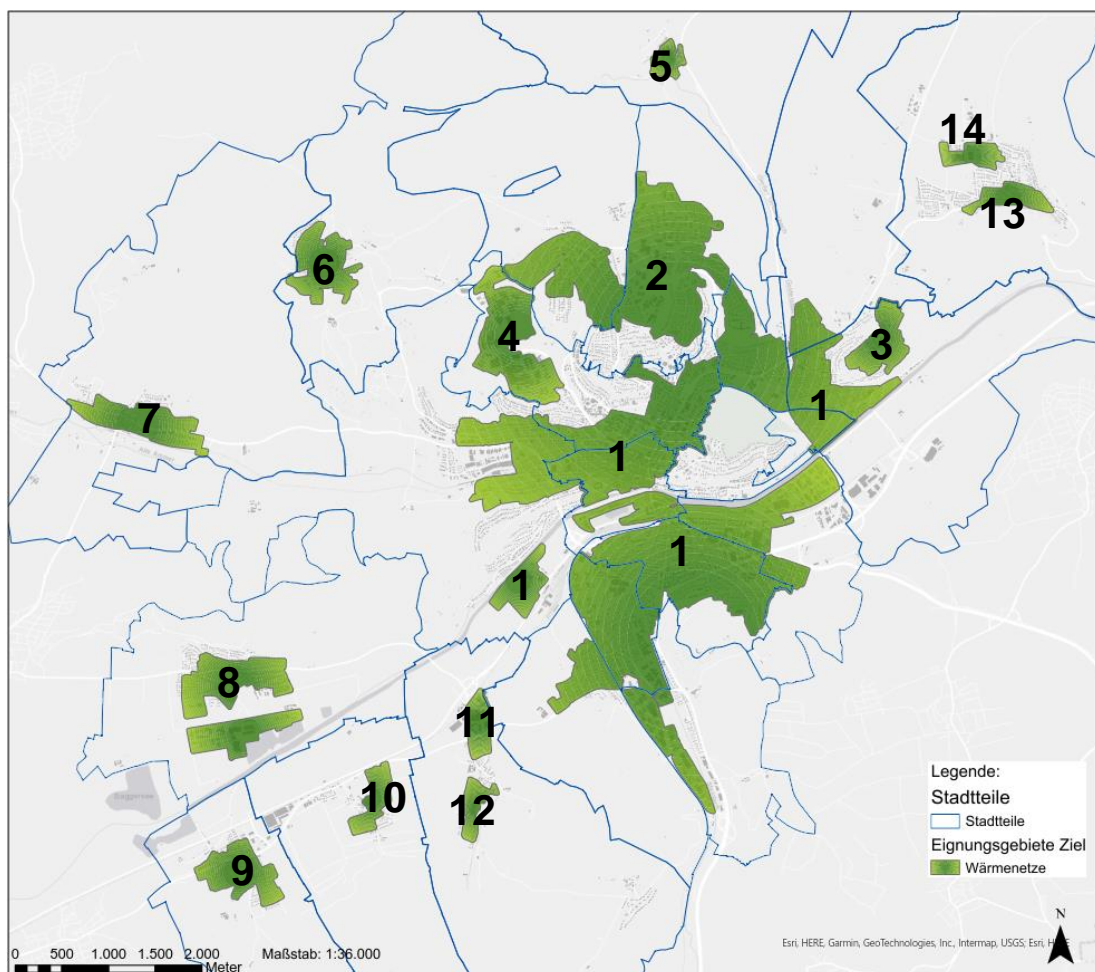 5
14
13
2
6
4
3
7
1
1
1
1
8
11
10
12
9
Legende:
Stadtteile
Stadtteile
Eignungsgebiete Ziel
Wärmenetze
N
0 500 1.000 1.500 2.000 Maßstab: 1:36.000
Meter
Esri, HERE, Garmin, GeoTechnologies, Inc., Intermap, USGS; Esri, HERE